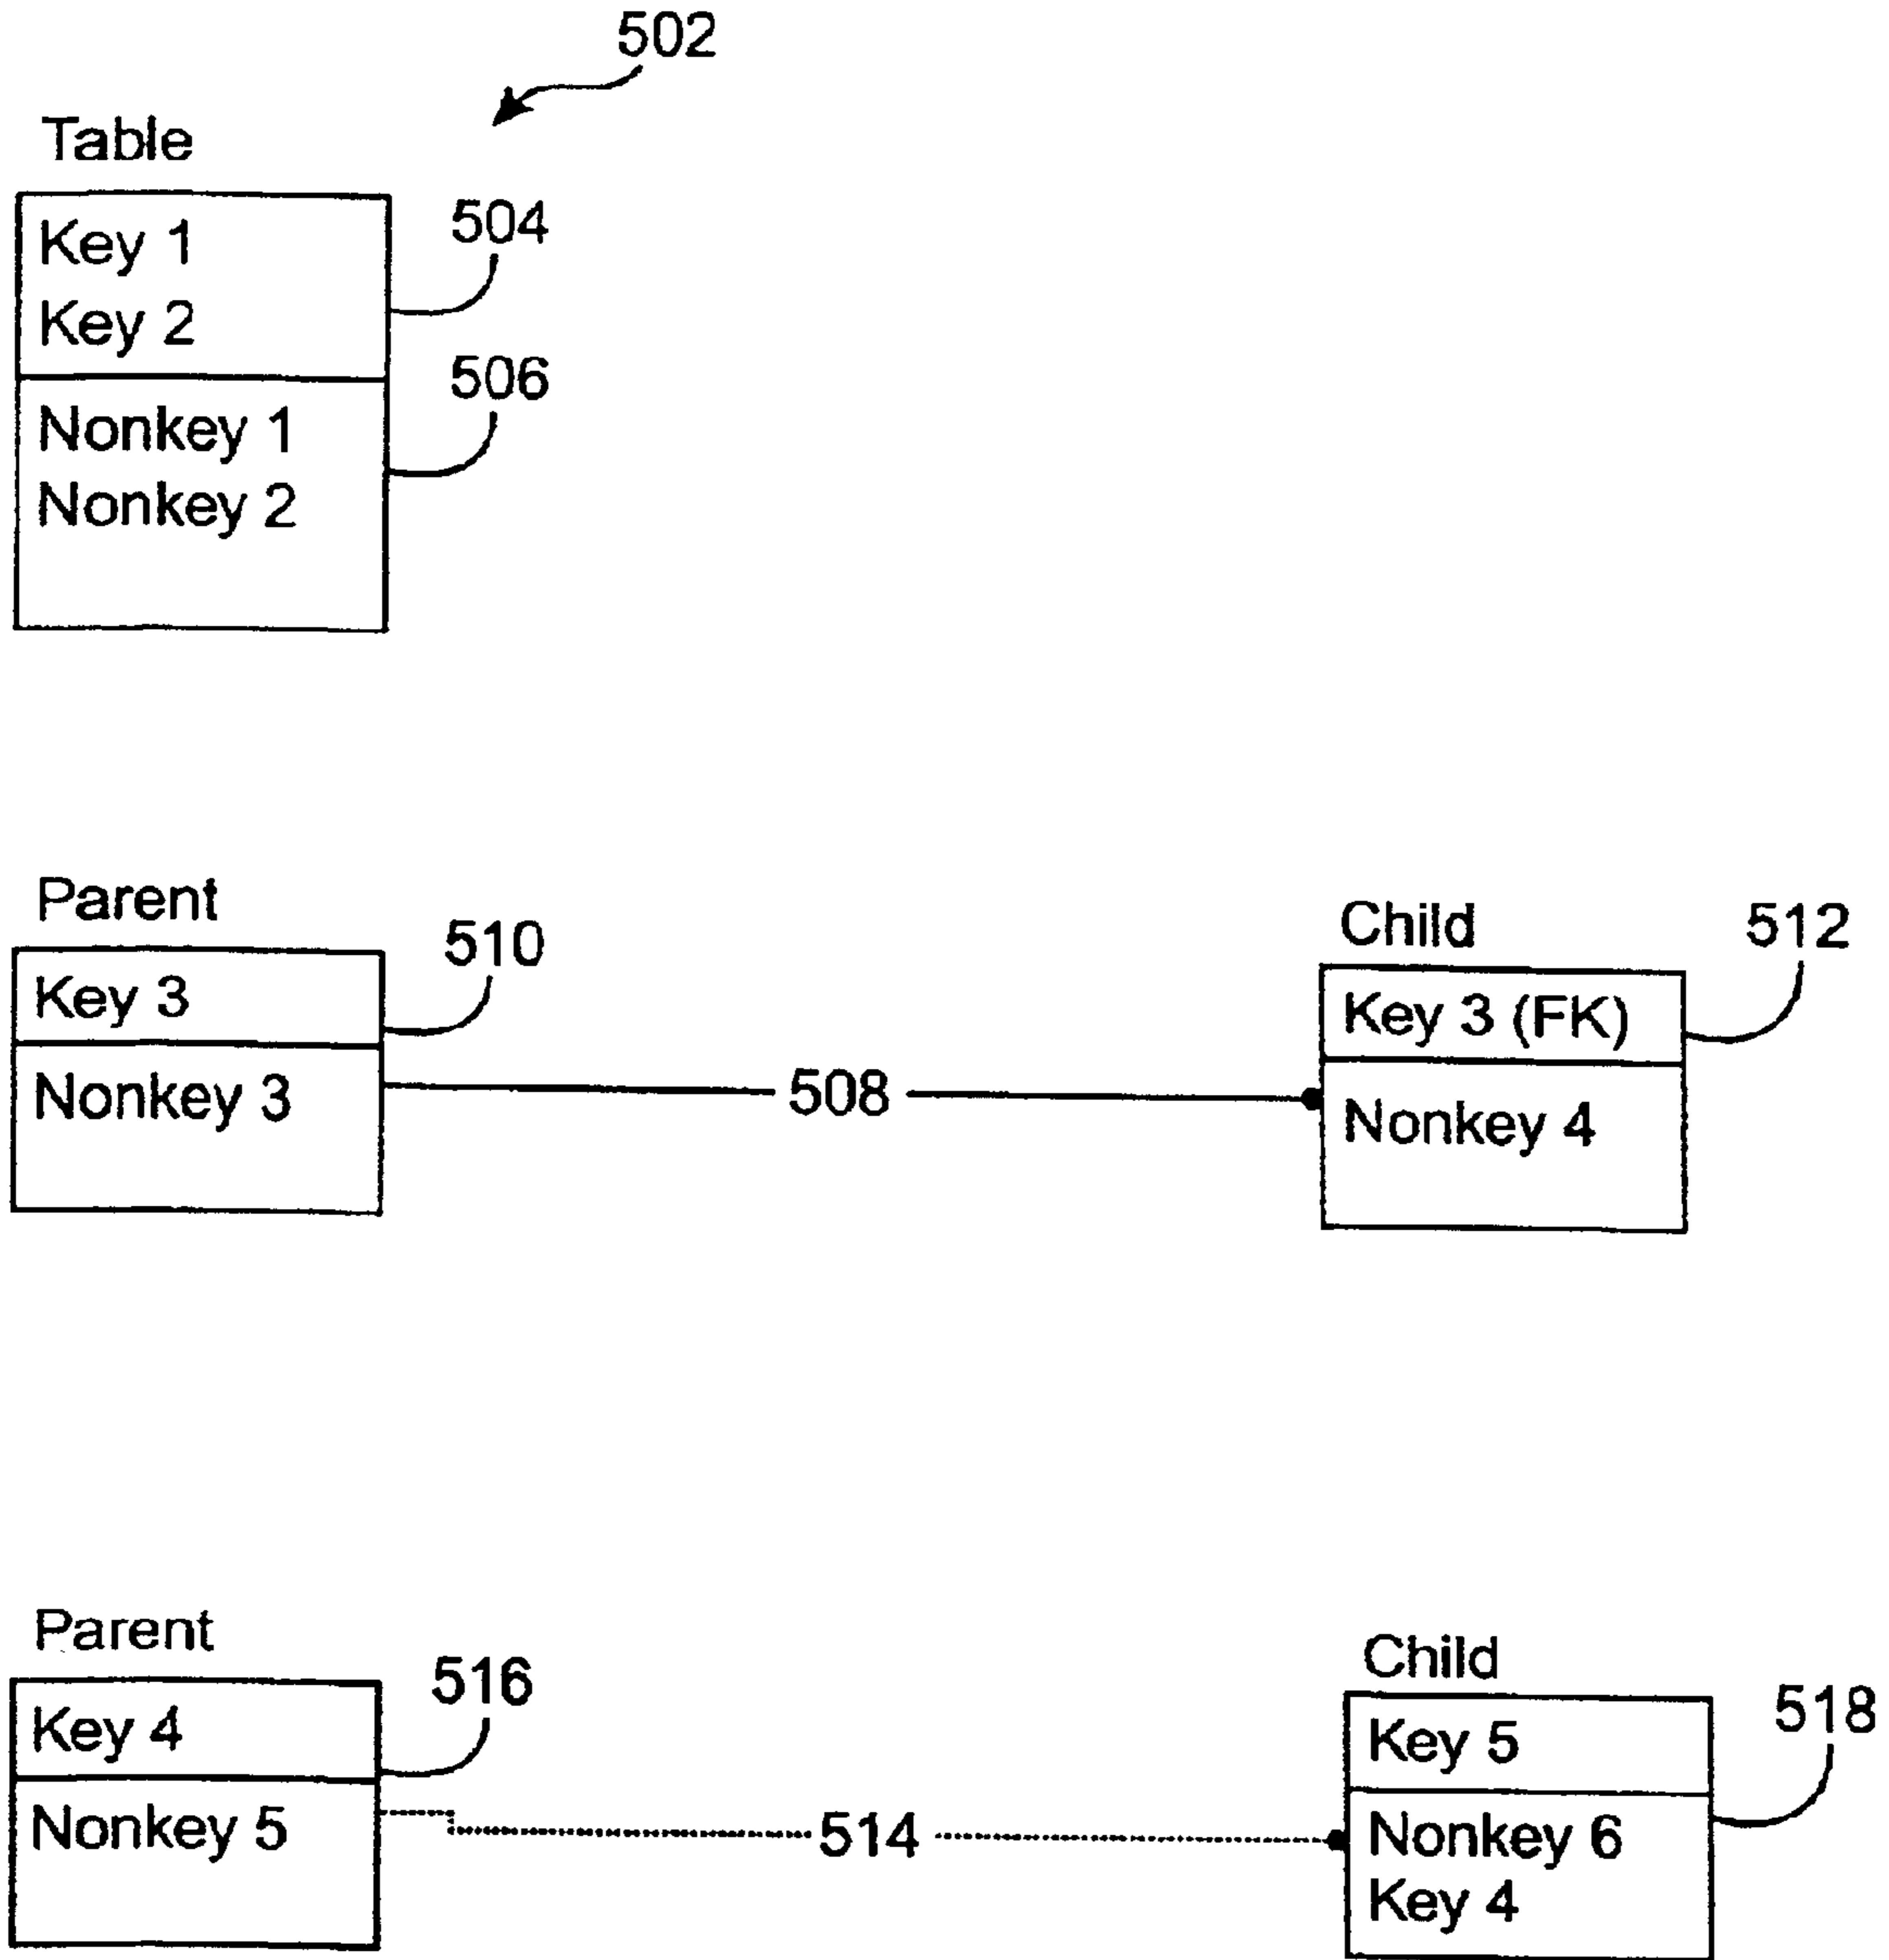 502
Table
Key 1
Key 2
504
Nonkey 1
Nonkey 2
506
Parent
510
Key 3
Nonkey 3
508
Child
512
Key 3 (FK)
Nonkey 4
Parent
516
Key 4
Nonkey 5
514
Child
518
Key 5
Nonkey 6
Key 4